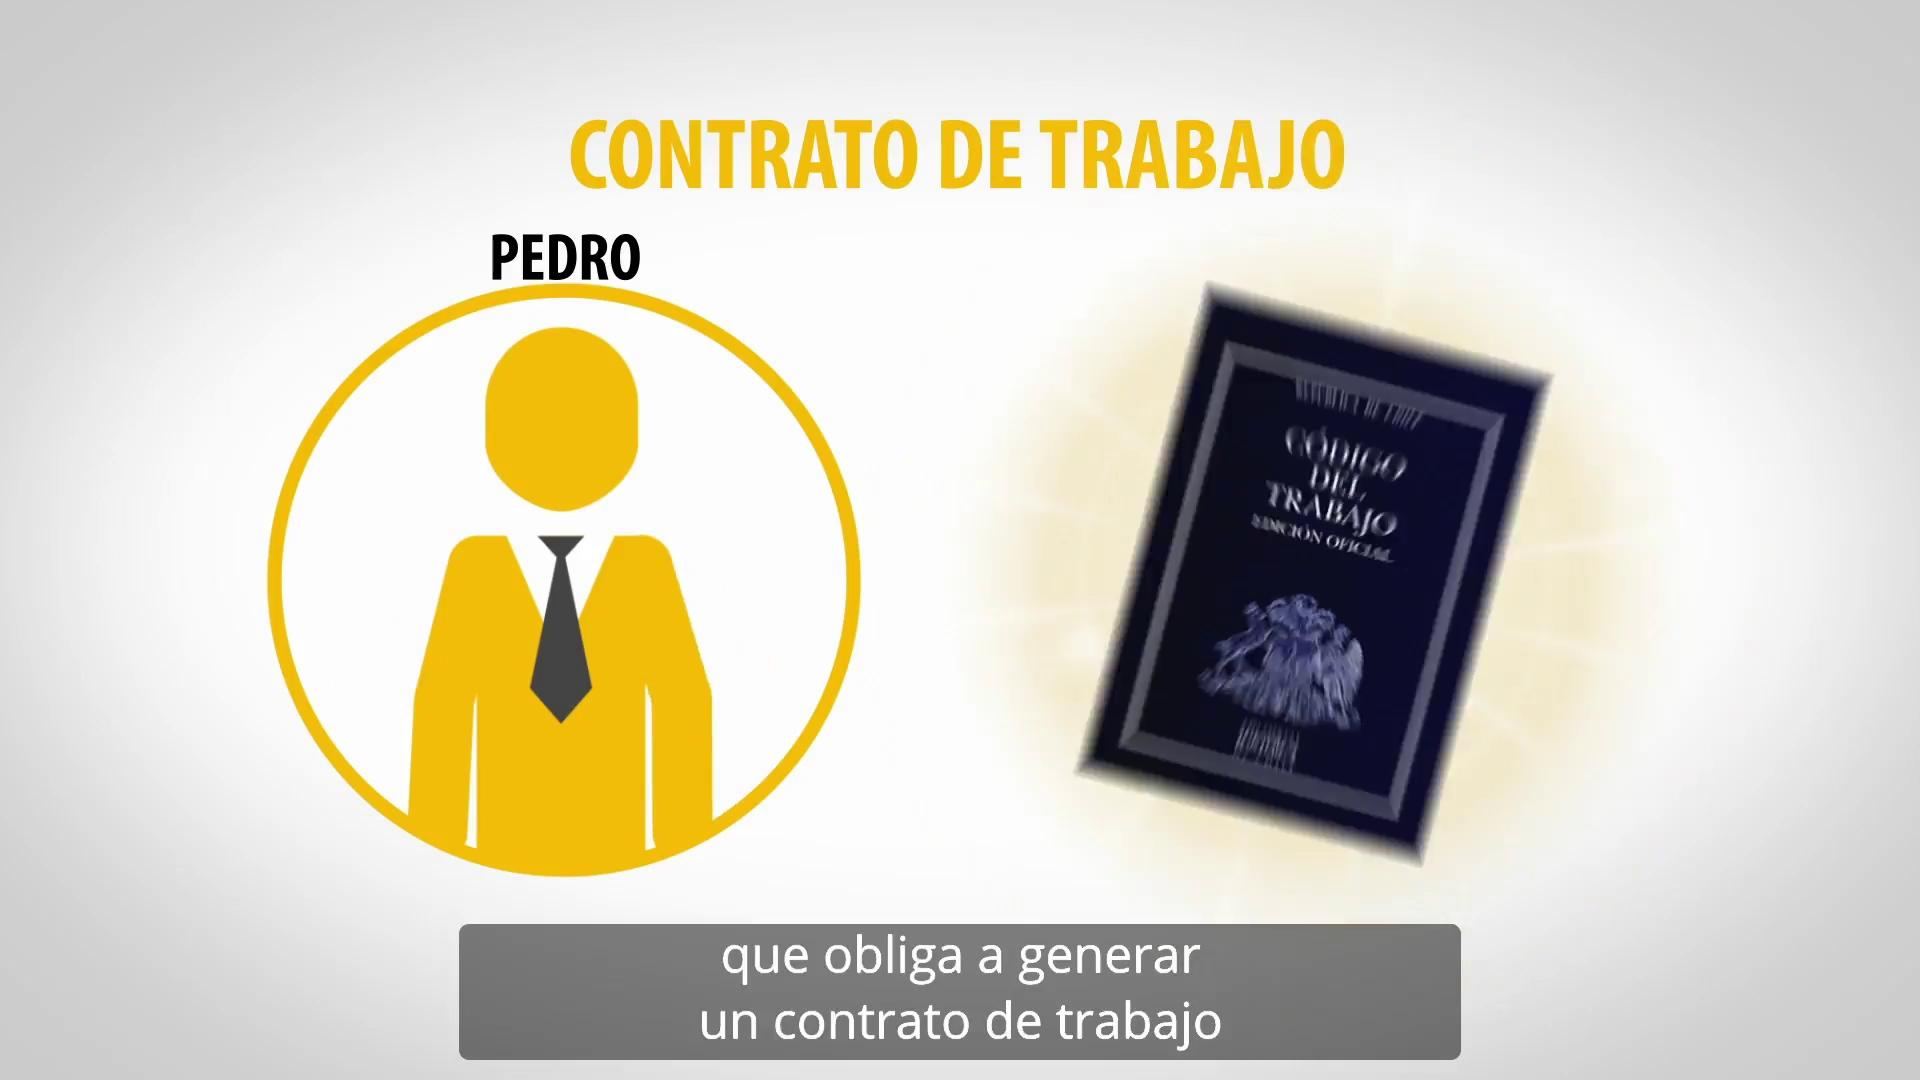 CONTRATO DE TRABAJO
PEDRO
CÓDIGO
DEL
TRABAJO
EDICIÓN OFICIAL
que obliga a generar
un contrato de trabajo